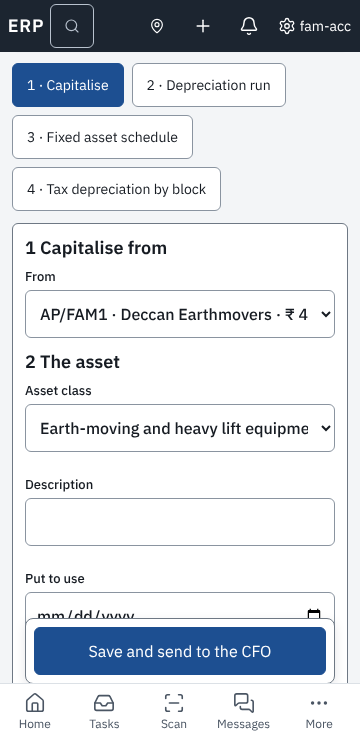 ERP
fam-acc
1 · Capitalise
2 · Depreciation run
3 · Fixed asset schedule
4 · Tax depreciation by block
1 Capitalise from
From
AP/FAM1 · Deccan Earthmovers · ₹ 4
2 The asset
Asset class
Earth-moving and heavy lift equipme
Description
Put to use
mm/dd/yyyy
Save and send to the CFO
Home
Tasks
Scan
Messages
More